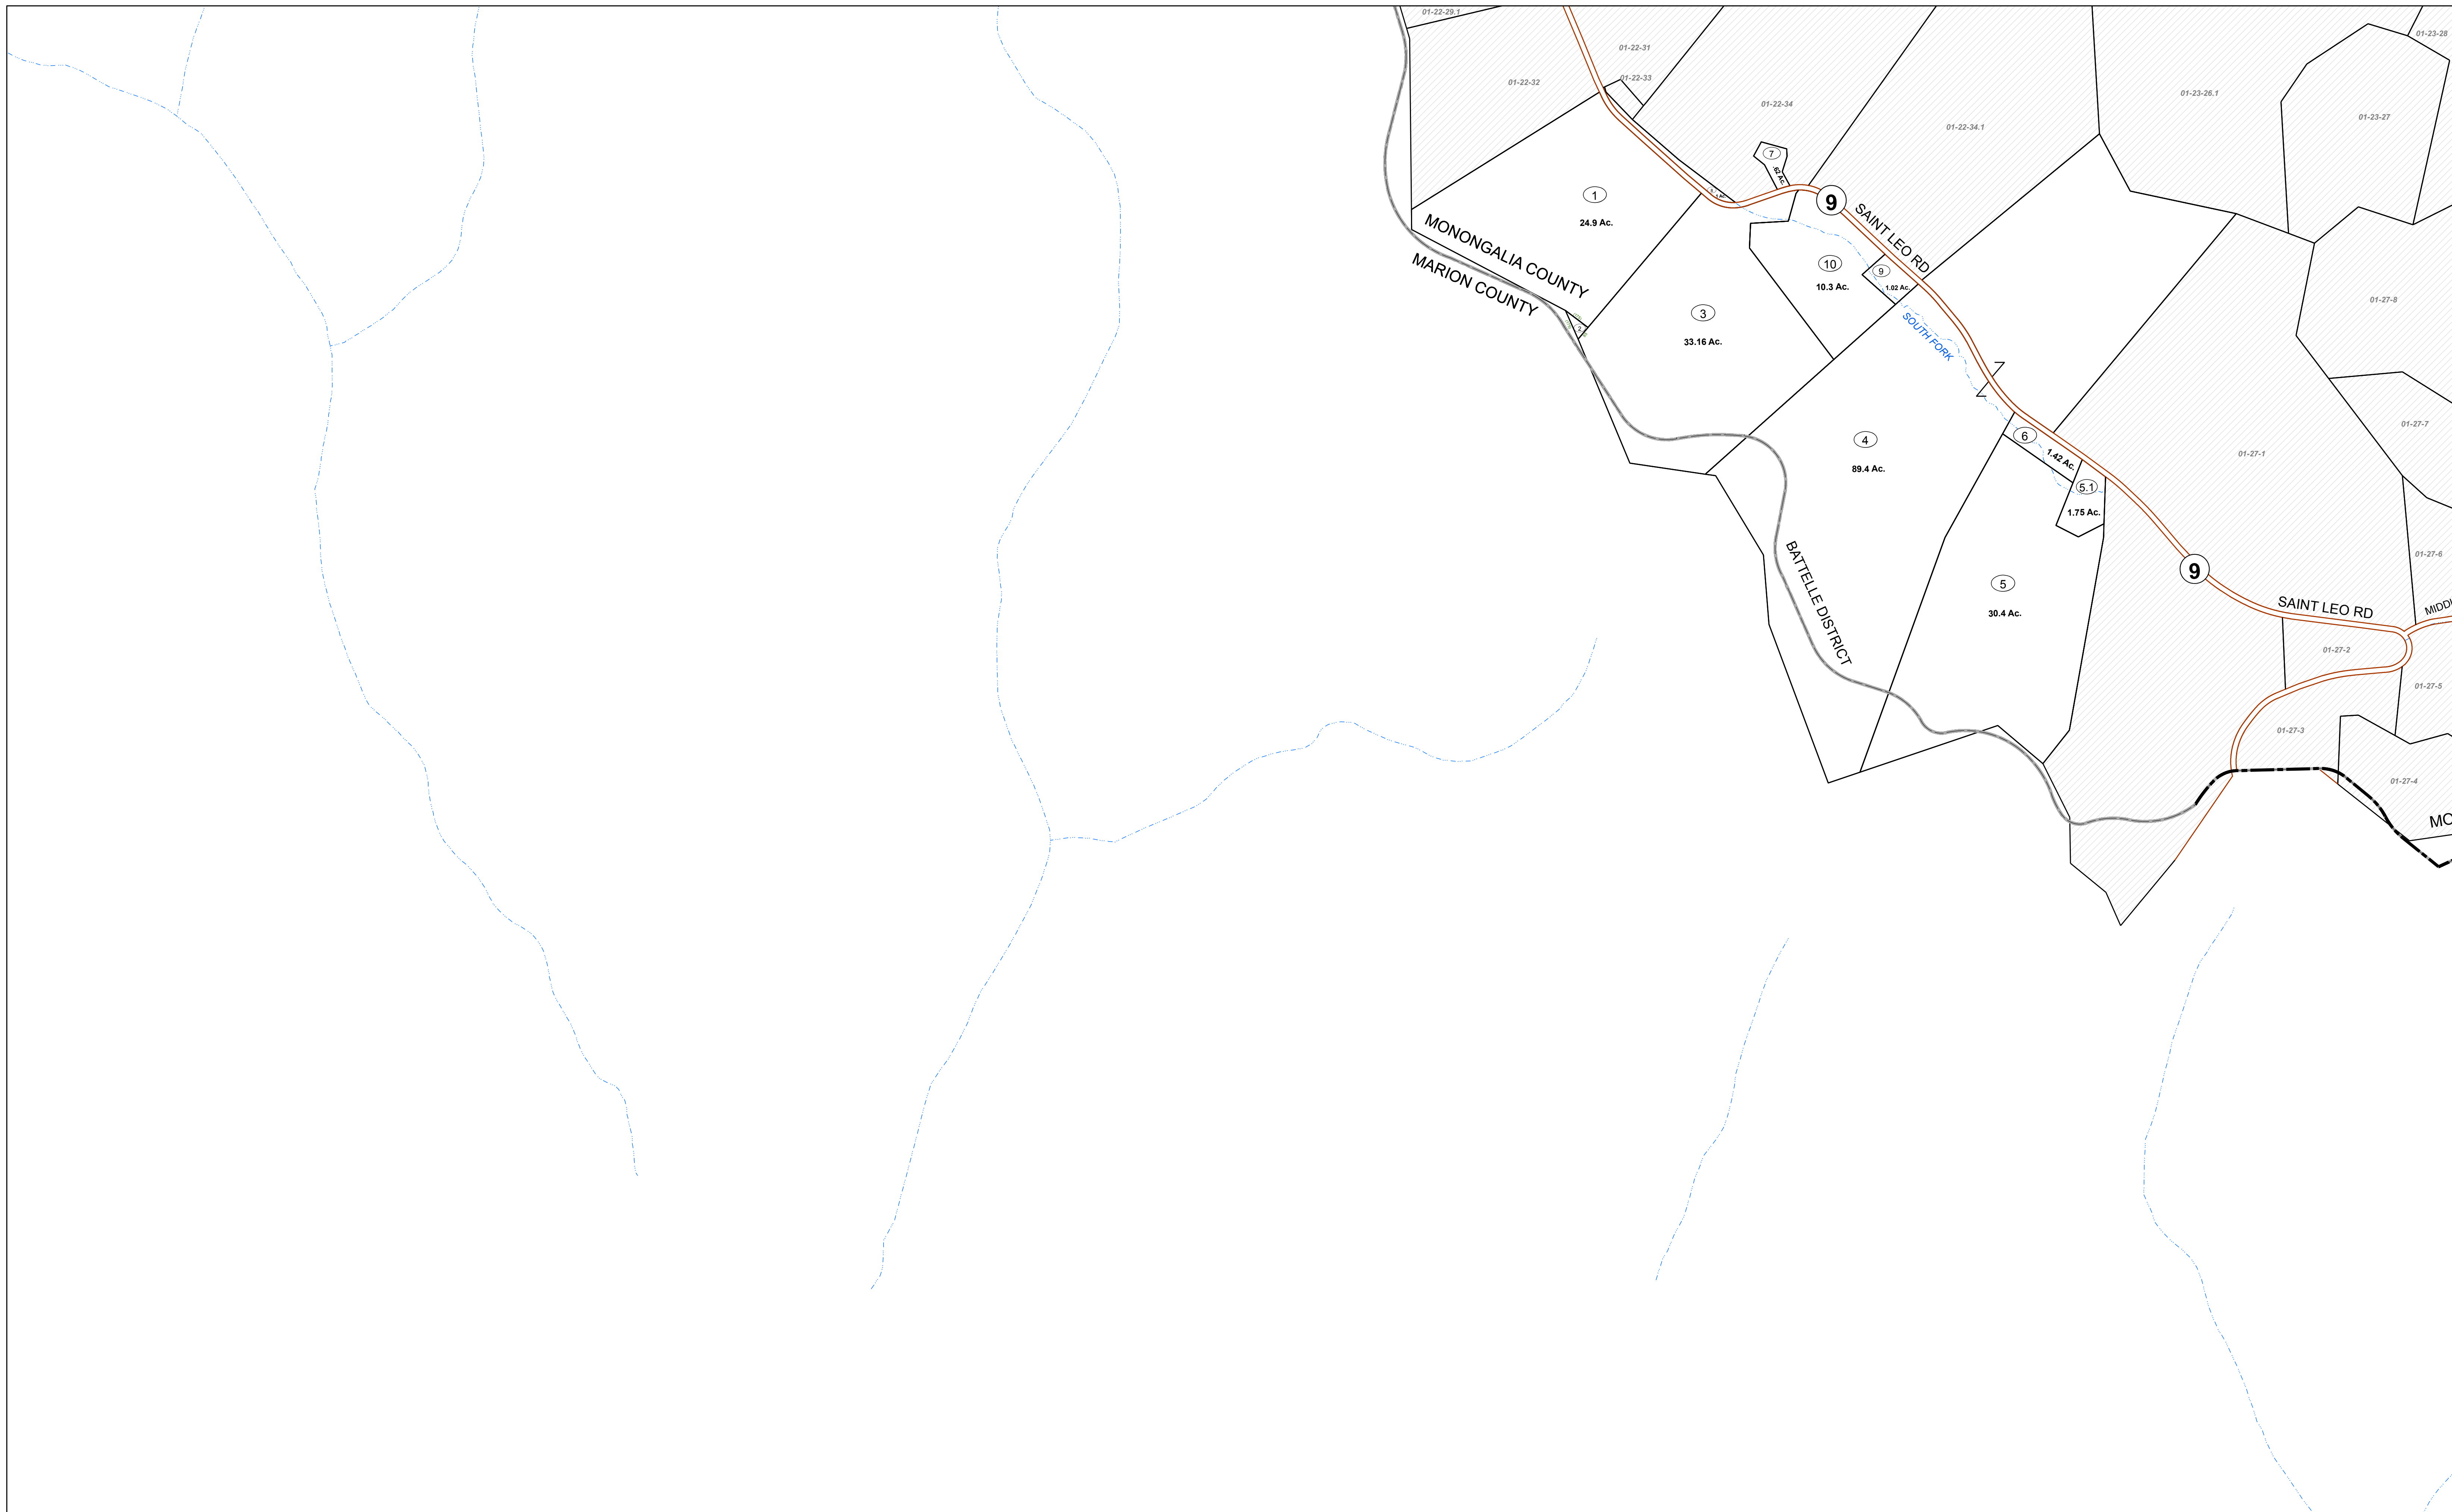 01-22-29.1
01-23-28
01-22-31
01-22-33
01-22-32
01-23-26.1
01-22-34
01-23-27
01-22-34.1
7
.62 Ac.
1
24.9 Ac.
9
SAINT LEO RD
MONONGALIA COUNTY
MARION COUNTY
10
10.3 Ac.
9
1.02 Ac.
01-27-8
3
33.16 Ac.
2
SOUTH FORK
4
89.4 Ac.
6
1.42 Ac.
01-27-7
01-27-1
5.1
1.75 Ac.
01-27-6
9
BATTELLE DISTRICT
5
30.4 Ac.
SAINT LEO RD
MIDDL
01-27-2
01-27-5
01-27-3
01-27-4
MO